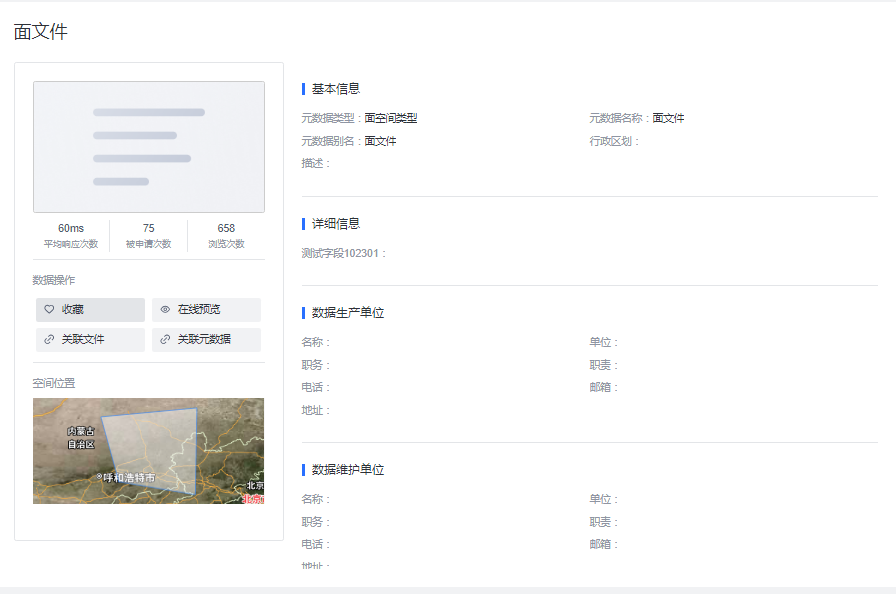 面文件
60ms
平均响应次数
75
被申请次数
658
浏览次数
数据操作
收藏
在线预览
关联文件
关联元数据
空间位置
内蒙古
自治区
呼和浩特市
北京
北京
基本信息
元数据类型：面空间类型
元数据名称：面文件
元数据别名：面文件
行政区划：
描述：
详细信息
测试字段102301：
数据生产单位
名称：
单位：
职务：
职责：
电话：
邮箱：
地址：
数据维护单位
名称：
单位：
职务：
职责：
电话：
邮箱：
地址：